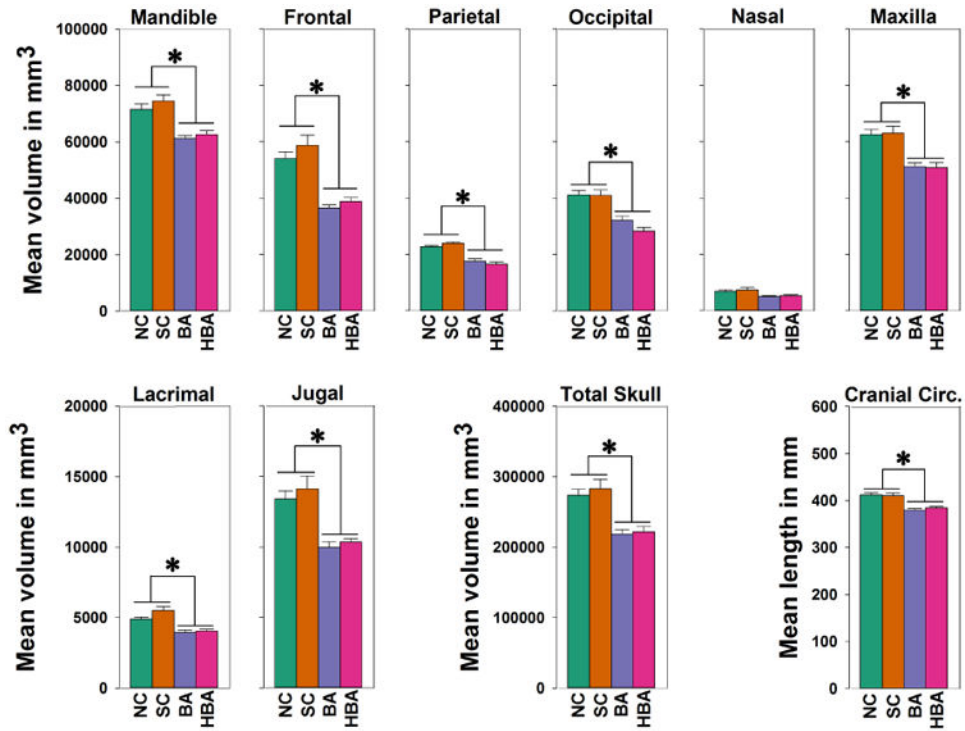 Mandible Frontal Parietal Occipital Nasal Maxilla
Mean volume in mm³
100000
80000
60000
40000
20000
0
* * * * *
NC SC BA HBA NC SC BA HBA NC SC BA HBA NC SC BA HBA NC SC BA HBA NC SC BA HBA
Lacrimal Jugal Total Skull Cranial Circ.
Mean volume in mm³
20000
15000
10000
5000
0
* *
NC SC BA HBA NC SC BA HBA
Mean volume in mm³
400000
300000
200000
100000
0
*
NC SC BA HBA
Mean length in mm
600
500
400
300
200
100
0
*
NC SC BA HBA